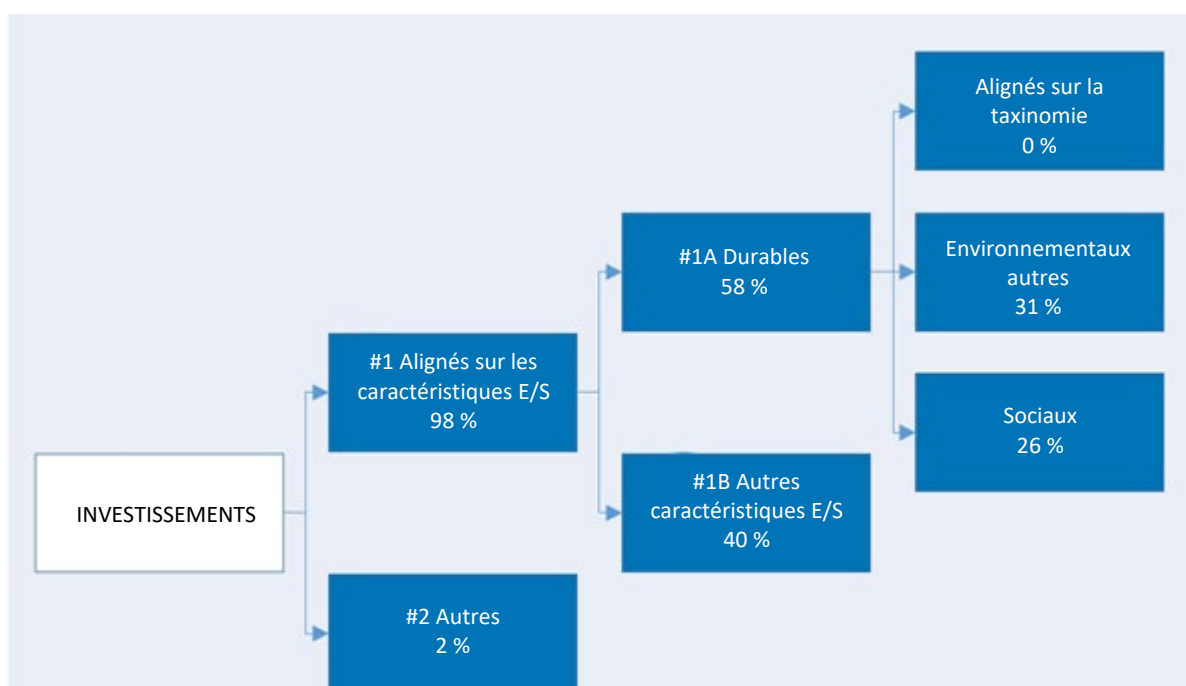 Alignés sur la
taxinomie
0 %
#1A Durables
58 %
Environnementaux
autres
31 %
#1 Alignés sur les
caractéristiques E/S
98 %
Sociaux
26 %
#1B Autres
caractéristiques E/S
40 %
INVESTISSEMENTS
#2 Autres
2 %